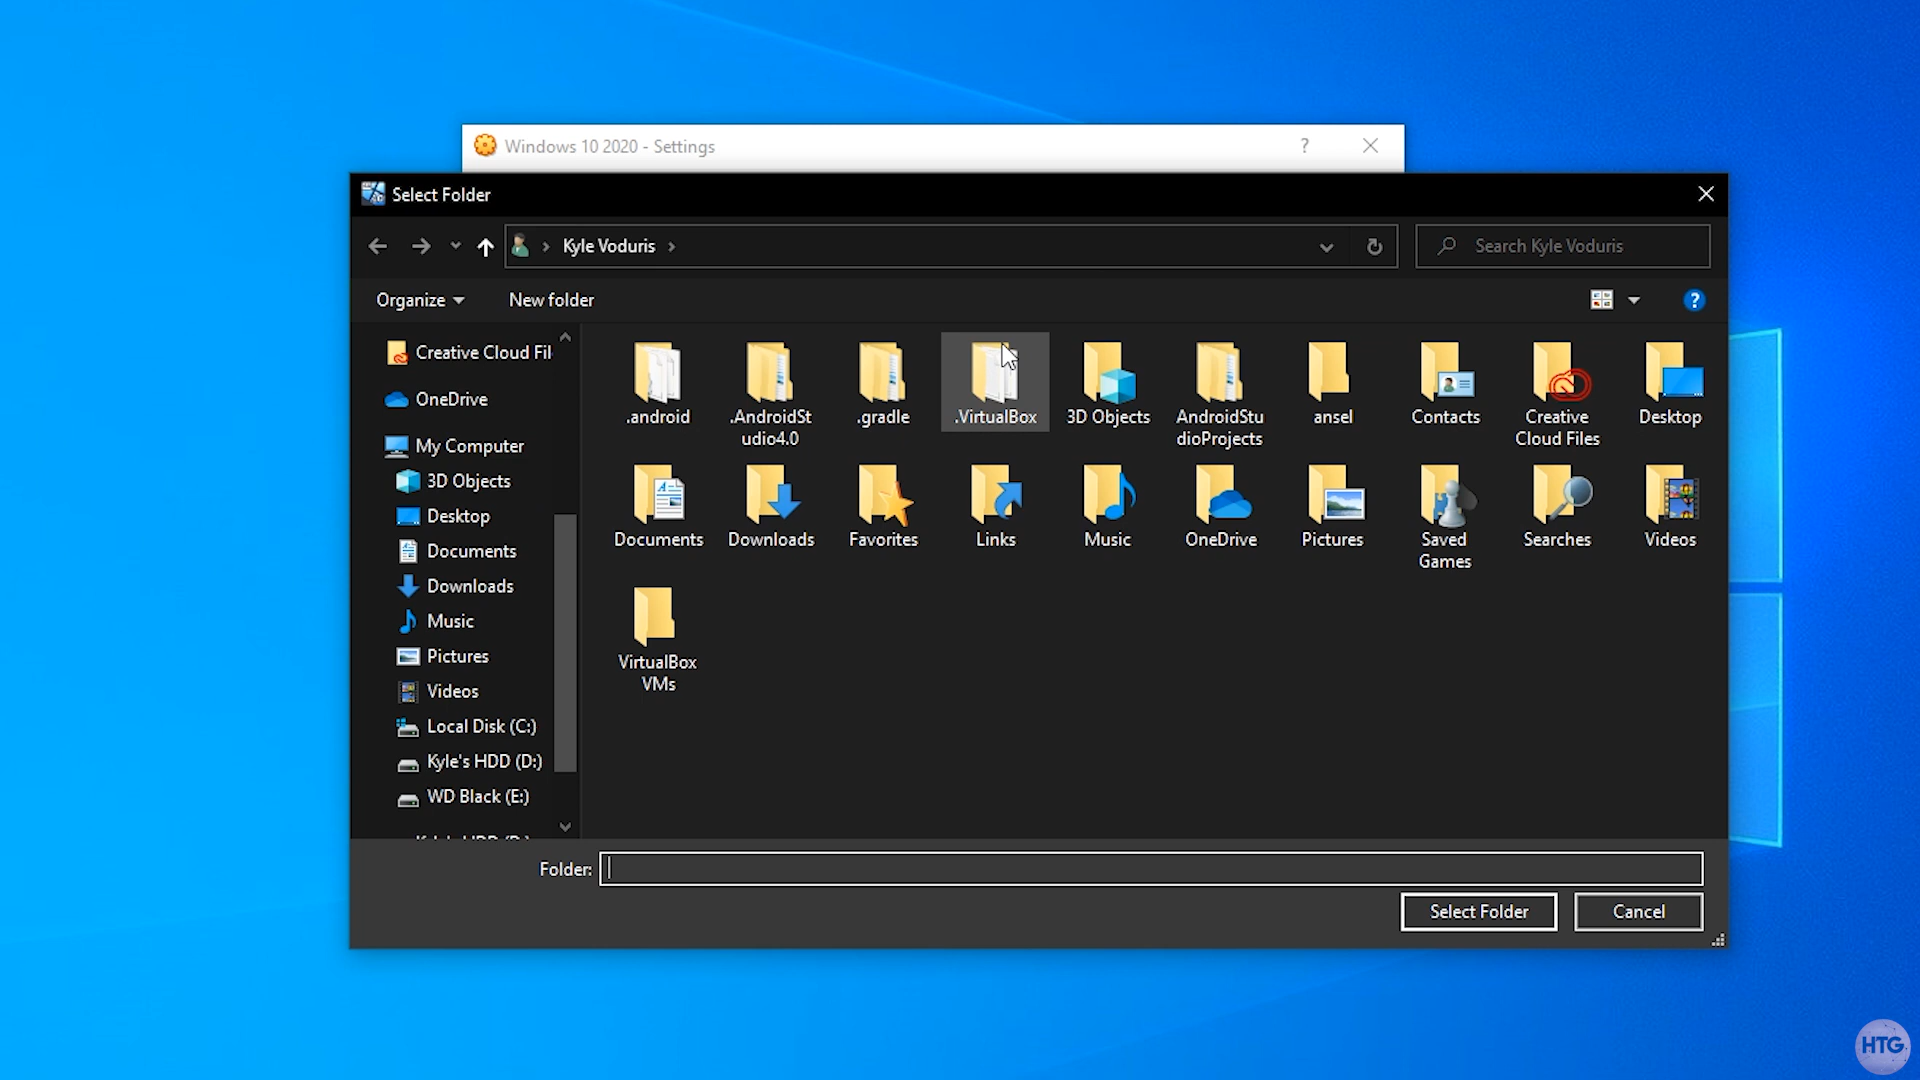 Windows 10 2020 - Settings
?
Select Folder
Kyle Voduris
Search Kyle Voduris
Organize
New folder
?
Creative Cloud Fil
OneDrive
My Computer
3D Objects
Desktop
Documents
Downloads
Music
Pictures
Videos
Local Disk (C:)
Kyle's HDD (D:)
WD Black (E:)
.android
.AndroidSt
udio4.0
.gradle
.VirtualBox
3D Objects
AndroidStu
dioProjects
ansel
Contacts
Creative
Cloud Files
Desktop
Documents
Downloads
Favorites
Links
Music
OneDrive
Pictures
Saved
Games
Searches
Videos
VirtualBox
VMs
Folder:
Select Folder
Cancel
HTG